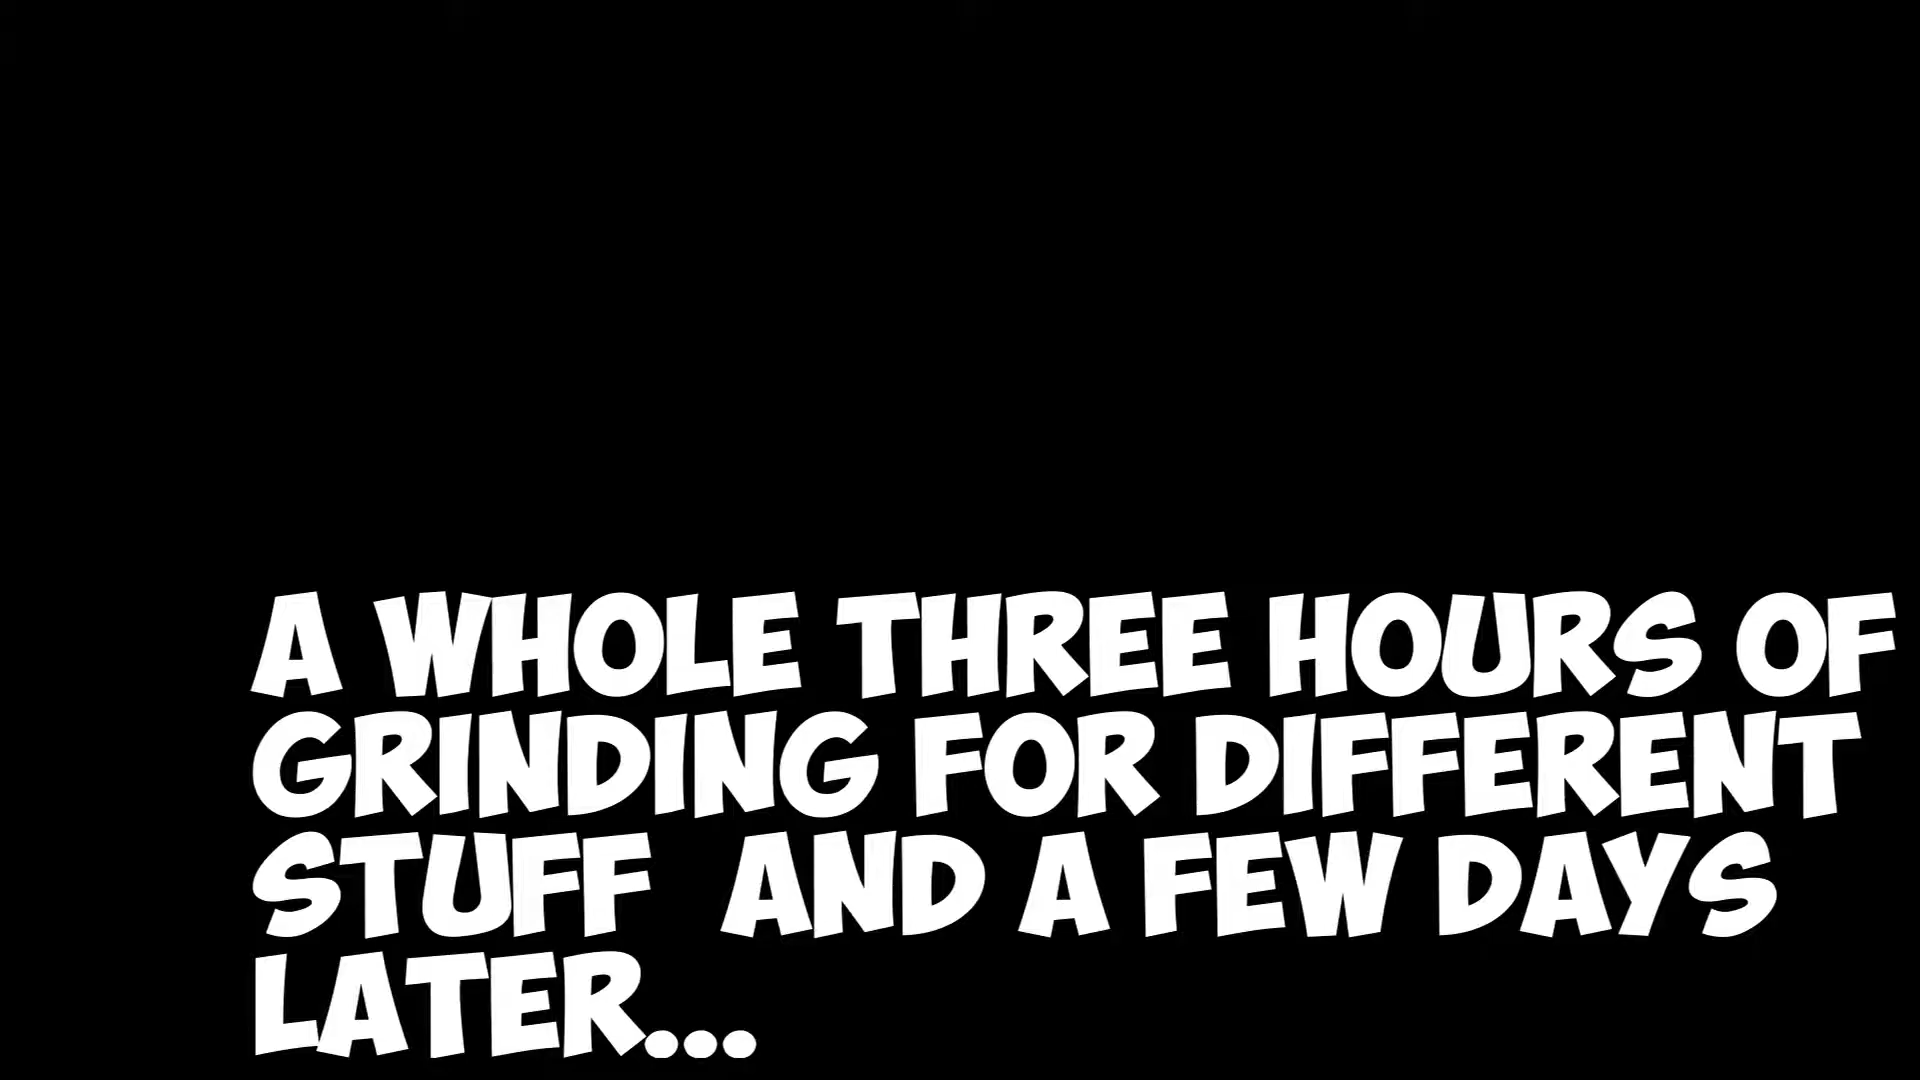 A WHOLE THREE HOURS OF
GRINDING FOR DIFFERENT
STUFF  AND A FEW DAYS
LATER...